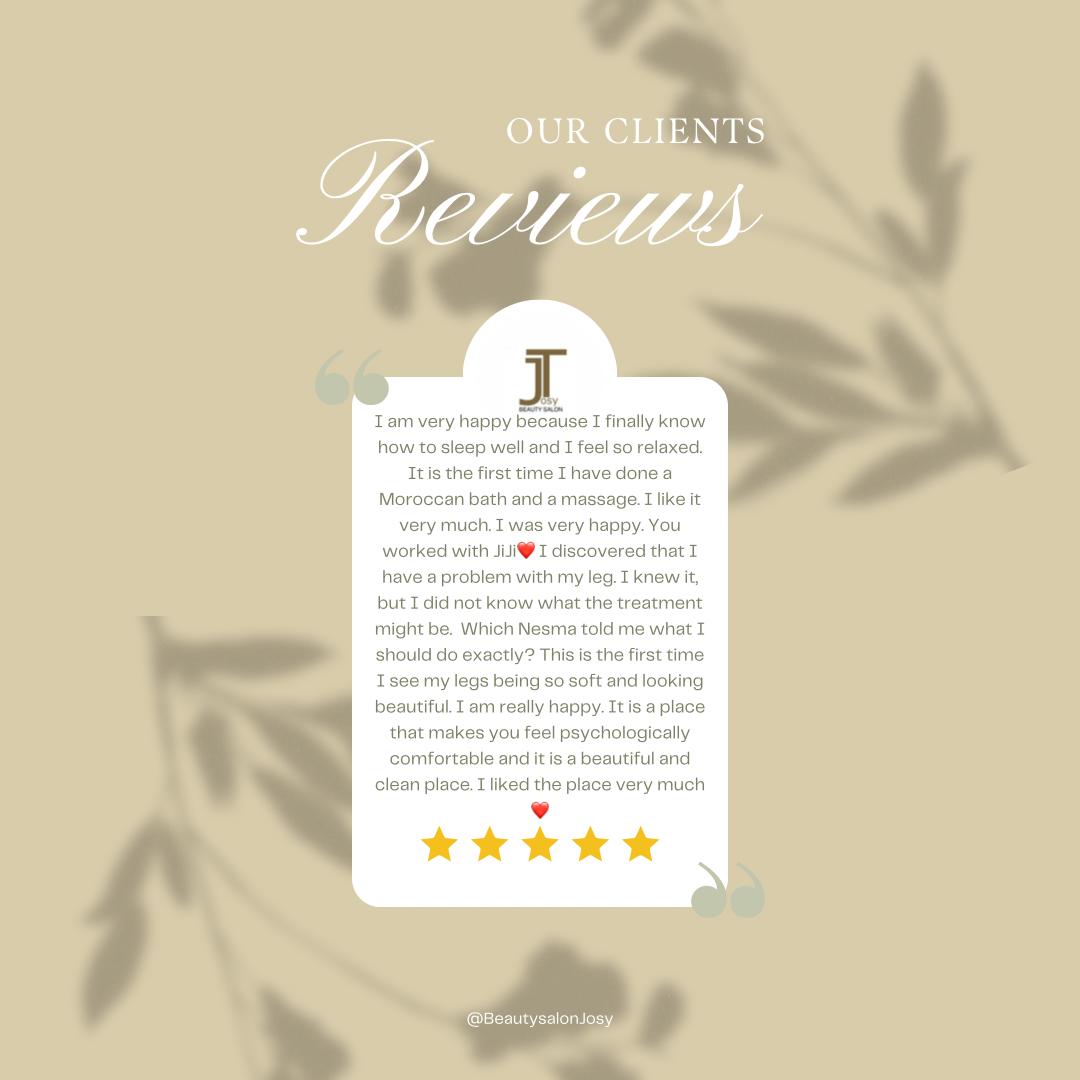 OUR CLIENTS
Reviews
JT
Josy
BEAUTY SALON
I am very happy because I finally know
how to sleep well and I feel so relaxed.
It is the first time I have done a
Moroccan bath and a massage. I like it
very much. I was very happy. You
worked with JiJi❤️ I discovered that I
have a problem with my leg. I knew it,
but I did not know what the treatment
might be.  Which Nesma told me what I
should do exactly? This is the first time
I see my legs being so soft and looking
beautiful. I am really happy. It is a place
that makes you feel psychologically
comfortable and it is a beautiful and
clean place. I liked the place very much
❤️
@BeautysalonJosy